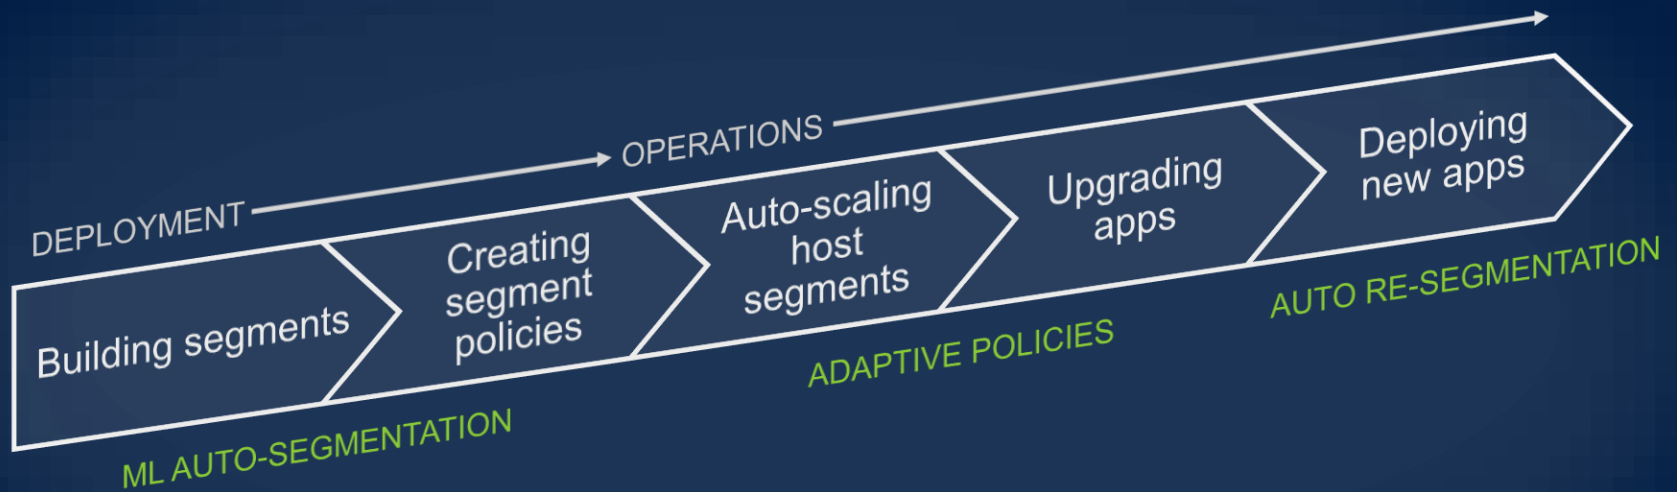 DEPLOYMENT
OPERATIONS
Building segments
Creating
segment
policies
Auto-scaling
host
segments
Upgrading
apps
Deploying
new apps
ML AUTO-SEGMENTATION
ADAPTIVE POLICIES
AUTO RE-SEGMENTATION